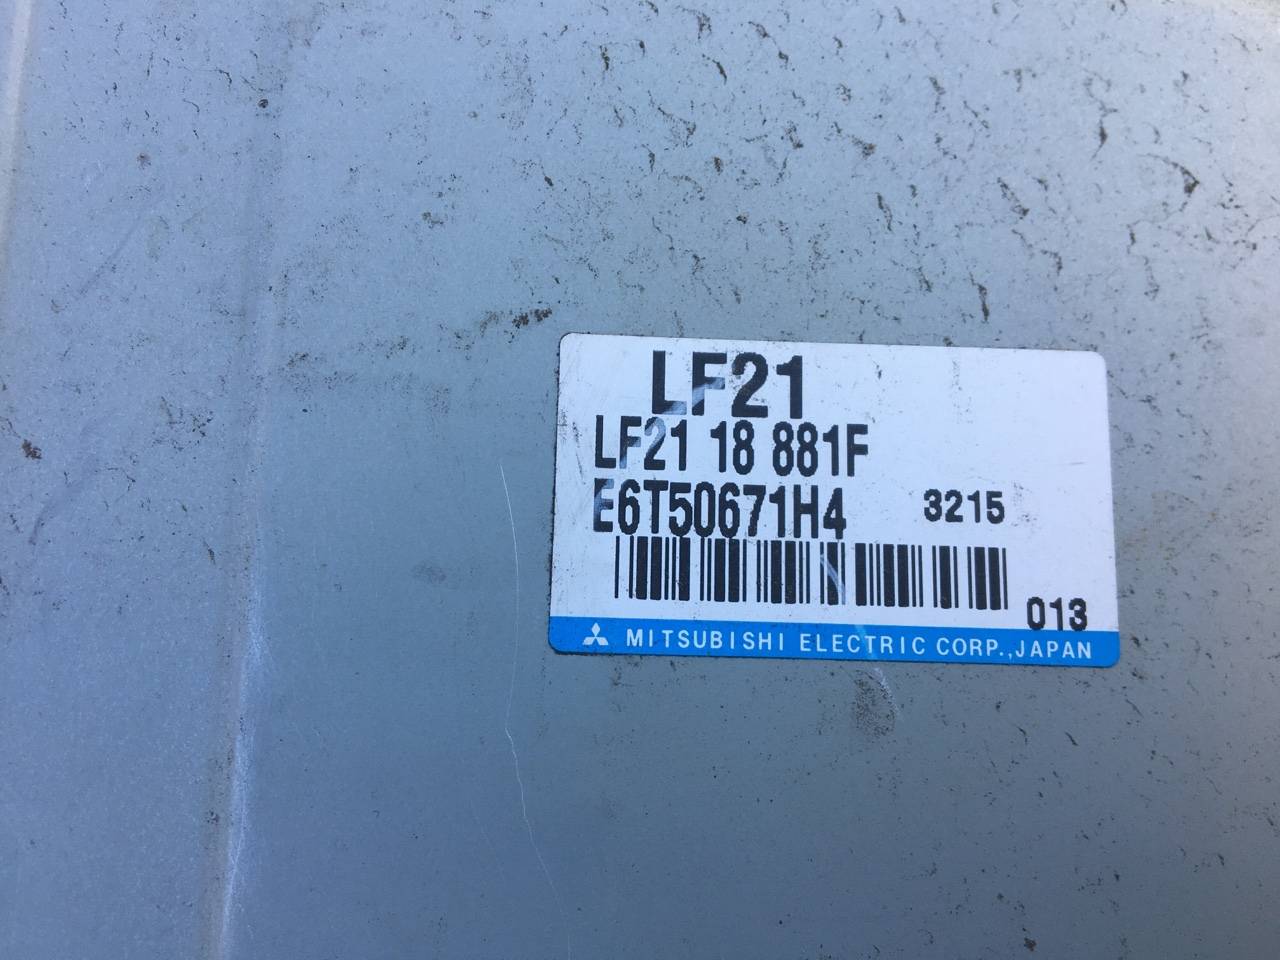 LF21
LF21 18 881F
E6T50671H4 3215
013
MITSUBISHI ELECTRIC CORP.,JAPAN